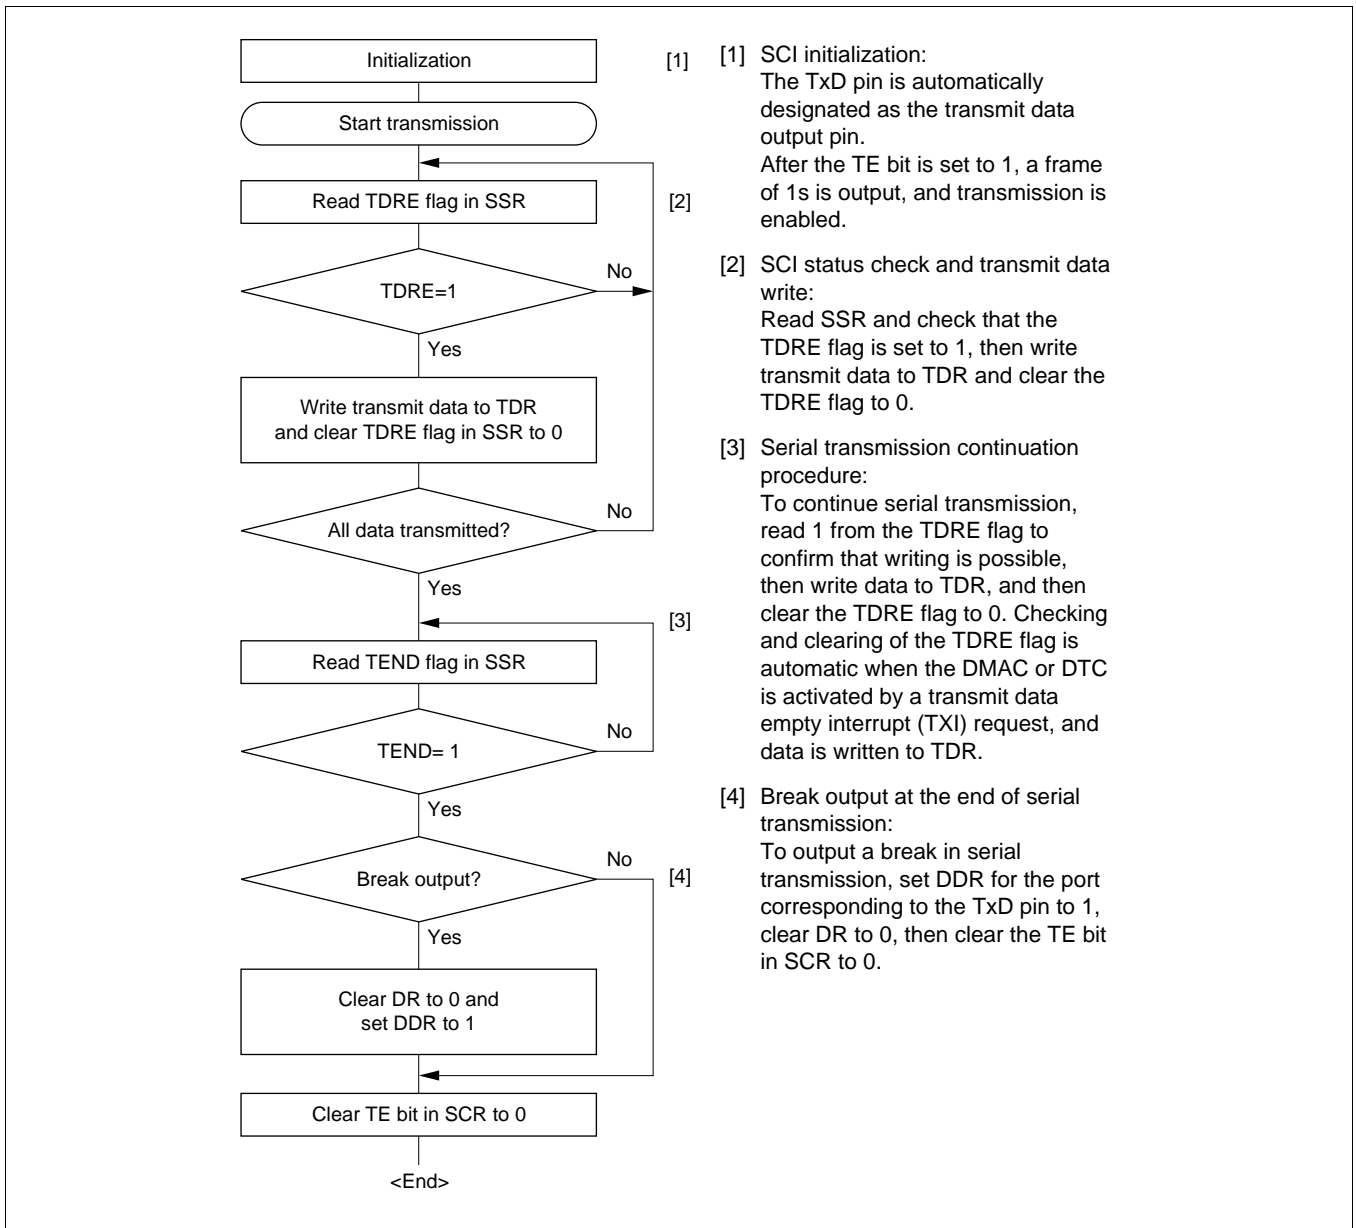 Initialization
[1]
Start transmission
Read TDRE flag in SSR
[2]
No
TDRE=1
Yes
Write transmit data to TDR
and clear TDRE flag in SSR to 0
No
All data transmitted?
Yes
[3]
Read TEND flag in SSR
No
TEND= 1
Yes
No
Break output?
[4]
Yes
Clear DR to 0 and
set DDR to 1
Clear TE bit in SCR to 0
<End>
[1] SCI initialization:
The TxD pin is automatically
designated as the transmit data
output pin.
After the TE bit is set to 1, a frame
of 1s is output, and transmission is
enabled.
[2] SCI status check and transmit data
write:
Read SSR and check that the
TDRE flag is set to 1, then write
transmit data to TDR and clear the
TDRE flag to 0.
[3] Serial transmission continuation
procedure:
To continue serial transmission,
read 1 from the TDRE flag to
confirm that writing is possible,
then write data to TDR, and then
clear the TDRE flag to 0. Checking
and clearing of the TDRE flag is
automatic when the DMAC or DTC
is activated by a transmit data
empty interrupt (TXI) request, and
data is written to TDR.
[4] Break output at the end of serial
transmission:
To output a break in serial
transmission, set DDR for the port
corresponding to the TxD pin to 1,
clear DR to 0, then clear the TE bit
in SCR to 0.